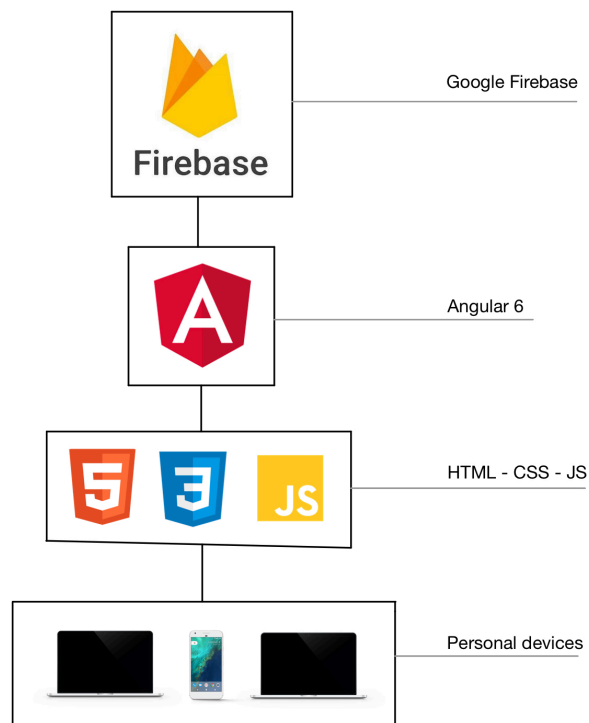 Firebase
Google Firebase
A
Angular 6
5
3
JS
HTML - CSS - JS
Personal devices